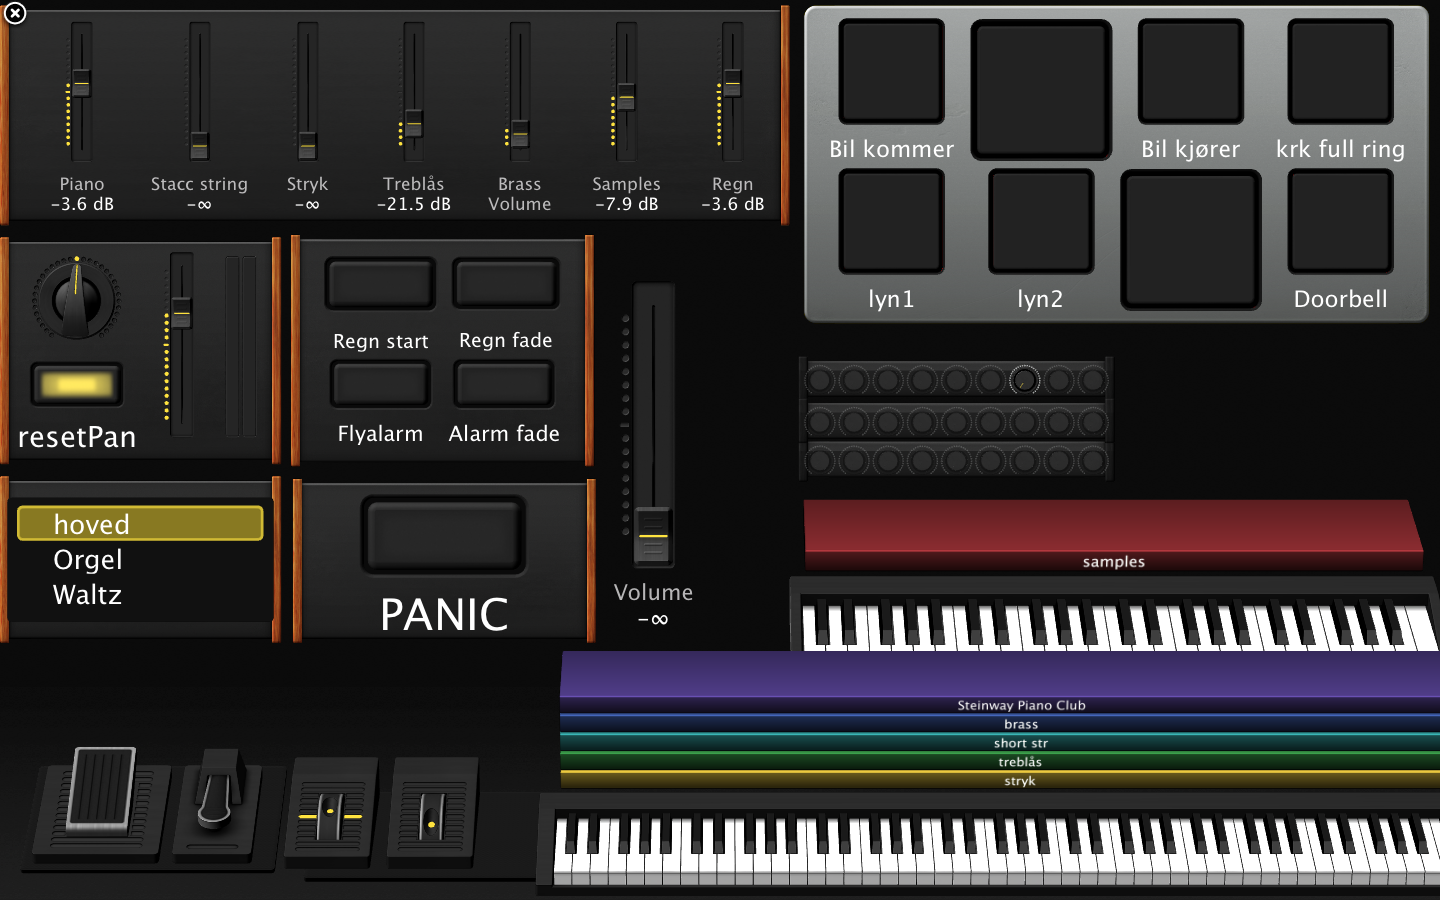 Piano
-3.6 dB
Stacc string
-∞
Stryk
-∞
Treblås
-21.5 dB
Brass
Volume
Samples
-7.9 dB
Regn
-3.6 dB
Bil kommer
Bil kjører
krk full ring
lyn1
lyn2
Doorbell
resetPan
Regn start
Regn fade
Flyalarm
Alarm fade
hoved
Orgel
Waltz
PANIC
Volume
-∞
samples
Steinway Piano Club
brass
short str
treblås
stryk